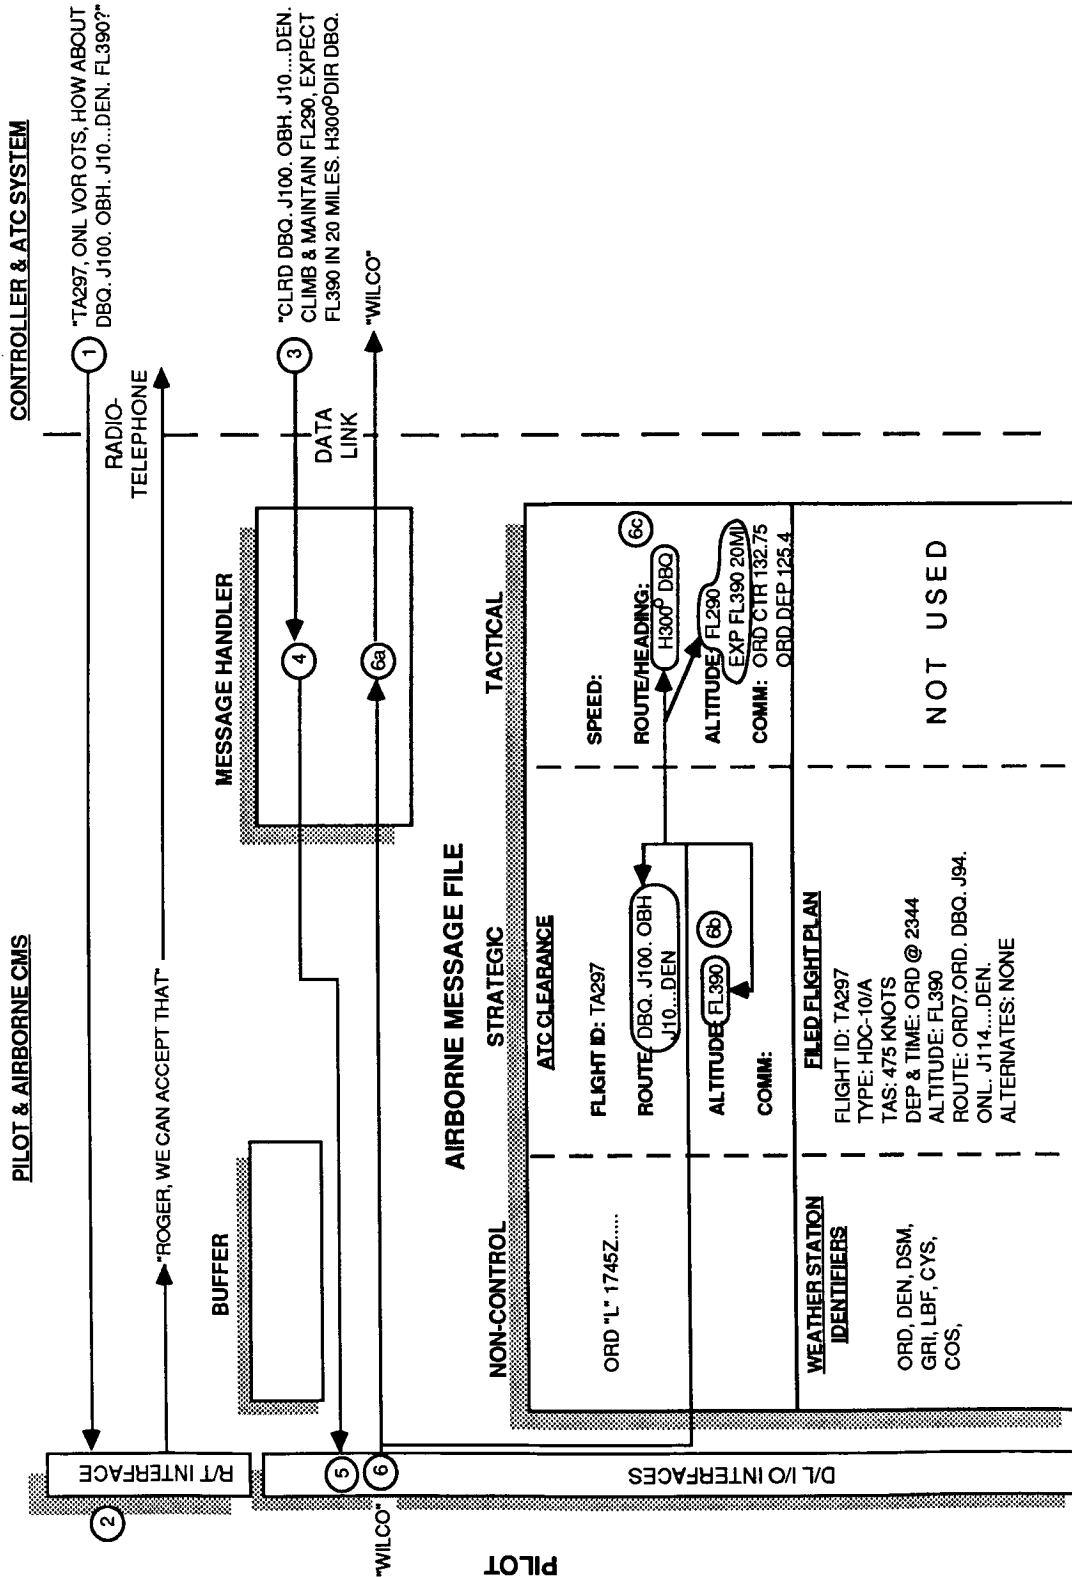 PILOT & AIRBORNE CMS
CONTROLLER & ATC SYSTEM
1
"TA297, ONL VOR OTS, HOW ABOUT
DBQ. J100. OBH. J10...DEN. FL390?"
RADIO-
TELEPHONE
2
R/T INTERFACE
"ROGER, WE CAN ACCEPT THAT"
BUFFER
MESSAGE HANDLER
3
"CLRD DBQ. J100. OBH. J10....DEN.
CLIMB & MAINTAIN FL290, EXPECT
FL390 IN 20 MILES. H300ºDIR DBQ.
DATA
LINK
4
5
6
6a
"WILCO"
"WILCO"
PILOT
D/L I/O INTERFACES
AIRBORNE MESSAGE FILE
NON-CONTROL
STRATEGIC
TACTICAL
ORD "L" 1745Z.....
ATC CLEARANCE
FLIGHT ID: TA297
ROUTE: DBQ. J100. OBH
J10...DEN
ALTITUDE: FL390
6b
COMM:
SPEED:
ROUTE/HEADING:
6c
H300º DBQ
ALTITUDE: FL290
EXP FL390 20MI
COMM: ORD CTR 132.75
ORD DEP 125.4
WEATHER STATION
IDENTIFIERS
ORD, DEN, DSM,
GRI, LBF, CYS,
COS,
FILED FLIGHT PLAN
FLIGHT ID: TA297
TYPE: HDC-10/A
TAS: 475 KNOTS
DEP & TIME: ORD @ 2344
ALTITUDE: FL390
ROUTE: ORD7.ORD. DBQ. J94.
ONL. J114....DEN.
ALTERNATES: NONE
NOT USED